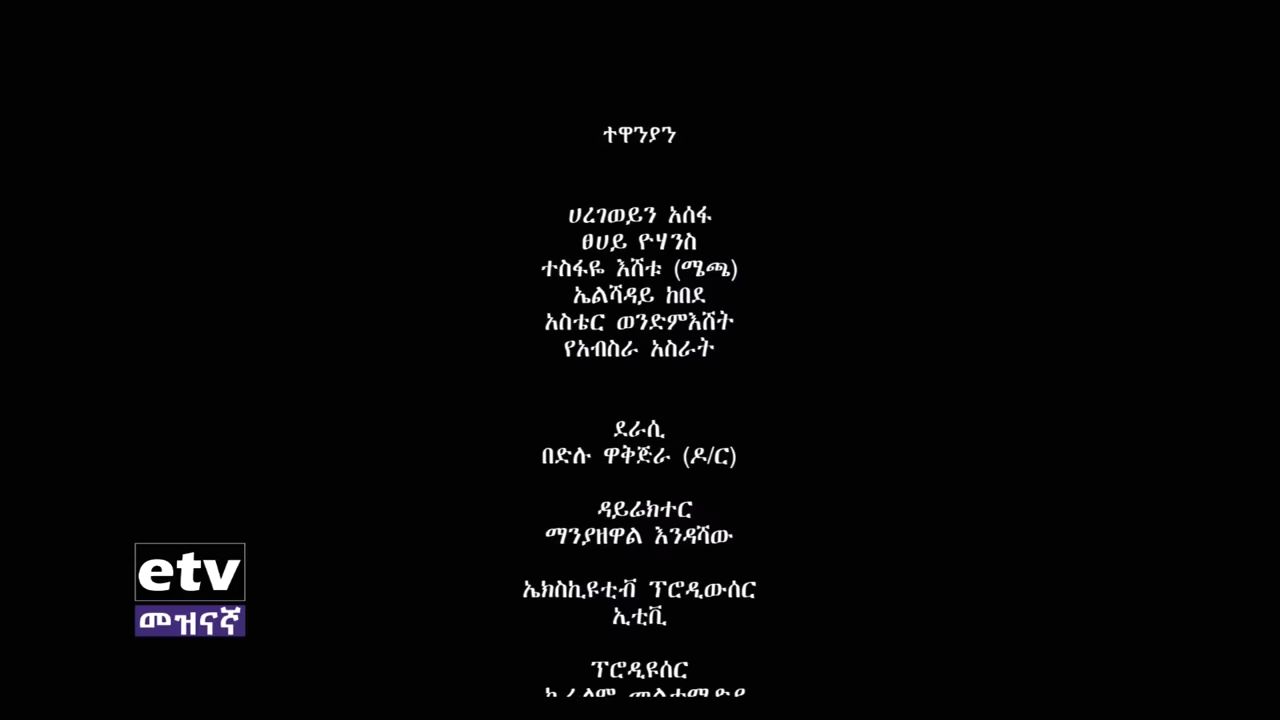 ተዋንያን
ሀረገወይን አሰፋ
ፀሀይ ዮሃንስ
ተስፋዬ እሸቱ (ሜጫ)
ኤልሻዳይ ከበደ
አስቴር ወንድምእሸት
የአብስራ አስራት
ደራሲ
በድሉ ዋቅጅራ (ዶ/ር)
ዳይሬክተር
ማንያዘዋል እንዳሻው
ኤክስኪዩቲቭ ፕሮዲውሰር
ኢቲቪ
ፕሮዲዩሰር
etv
መዝናኛ